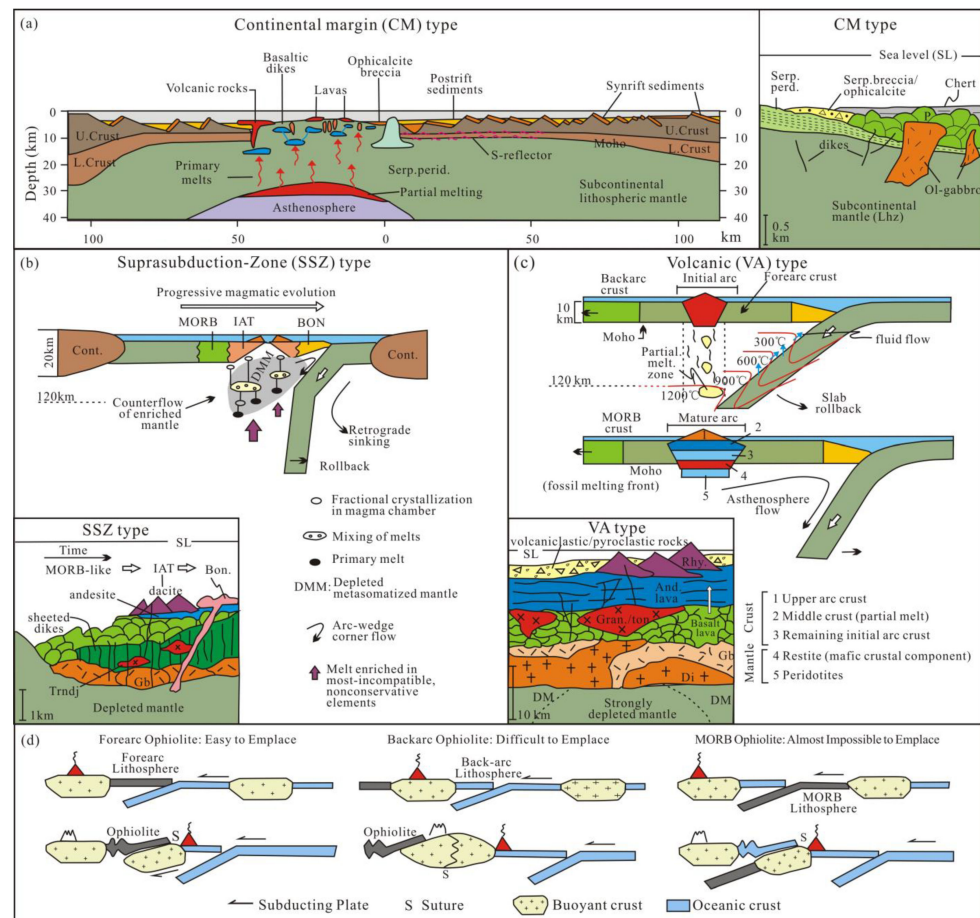 (a)
Continental margin (CM) type
Volcanic rocks
Basaltic
dikes
Lavas
Ophicalcite
breccia
Postrift
sediments
Synrift sediments
0
10
20
30
40
Depth (km)
U.Crust
L.Crust
Primary
melts
Serp.perid.
Partial melting
Asthenosphere
S-reflector
Moho
Subcontinental
lithospheric mantle
U.Crust
L.Crust
0
10
20
30
40
100
50
0
50
100
km
CM type
Sea level (SL)
Serp.
perd.
Serp.breccia/
ophicalcite
Chert
P.
dikes
Ol-gabbro
Subcontinental
mantle (Lhz)
0.5
km
(b)
Suprasubduction-Zone (SSZ) type
Progressive magmatic evolution
MORB
IAT
BON
Cont.
Cont.
20km
DMM
120km
Counterflow
of enriched
mantle
Retrograde
sinking
Rollback
Fractional crystallization
in magma chamber
Mixing of melts
Primary melt
DMM: Depleted
metasomatized mantle
Arc-wedge
corner flow
Melt enriched in
most-incompatible,
nonconservative
elements
SSZ type
SL
Time
MORB-like
IAT
Bon.
dacite
andesite
sheeted
dikes
Trndj
Gb
Depleted mantle
1km
(c)
Volcanic (VA) type
Backarc
crust
Initial arc
Forearc crust
10
km
Moho
Partial.
melt.
zone
300℃
600℃
900℃
1200℃
fluid flow
120 km
Slab
rollback
MORB
crust
Mature arc
2
3
4
5
Moho
(fossil melting front)
Asthenosphere
flow
VA type
volcaniclastic/pyroclastic rocks
SL
Rhy.
And.
lava
Gran./ton
Basalt
lava
Gb
Di
DM
DM
Strongly
depleted mantle
10 km
Crust
Mantle
1 Upper arc crust
2 Middle crust (partial melt)
3 Remaining initial arc crust
4 Restite (mafic crustal component)
5 Peridotites
(d)
Forearc Ophiolite: Easy to Emplace
Backarc Ophiolite: Difficult to Emplace
MORB Ophiolite: Almost Impossible to Emplace
Forearc
Lithosphere
Back-arc
Lithosphere
MORB
Lithosphere
Ophiolite
S
Ophiolite
S
S
Subducting Plate
S Suture
Buoyant crust
Oceanic crust